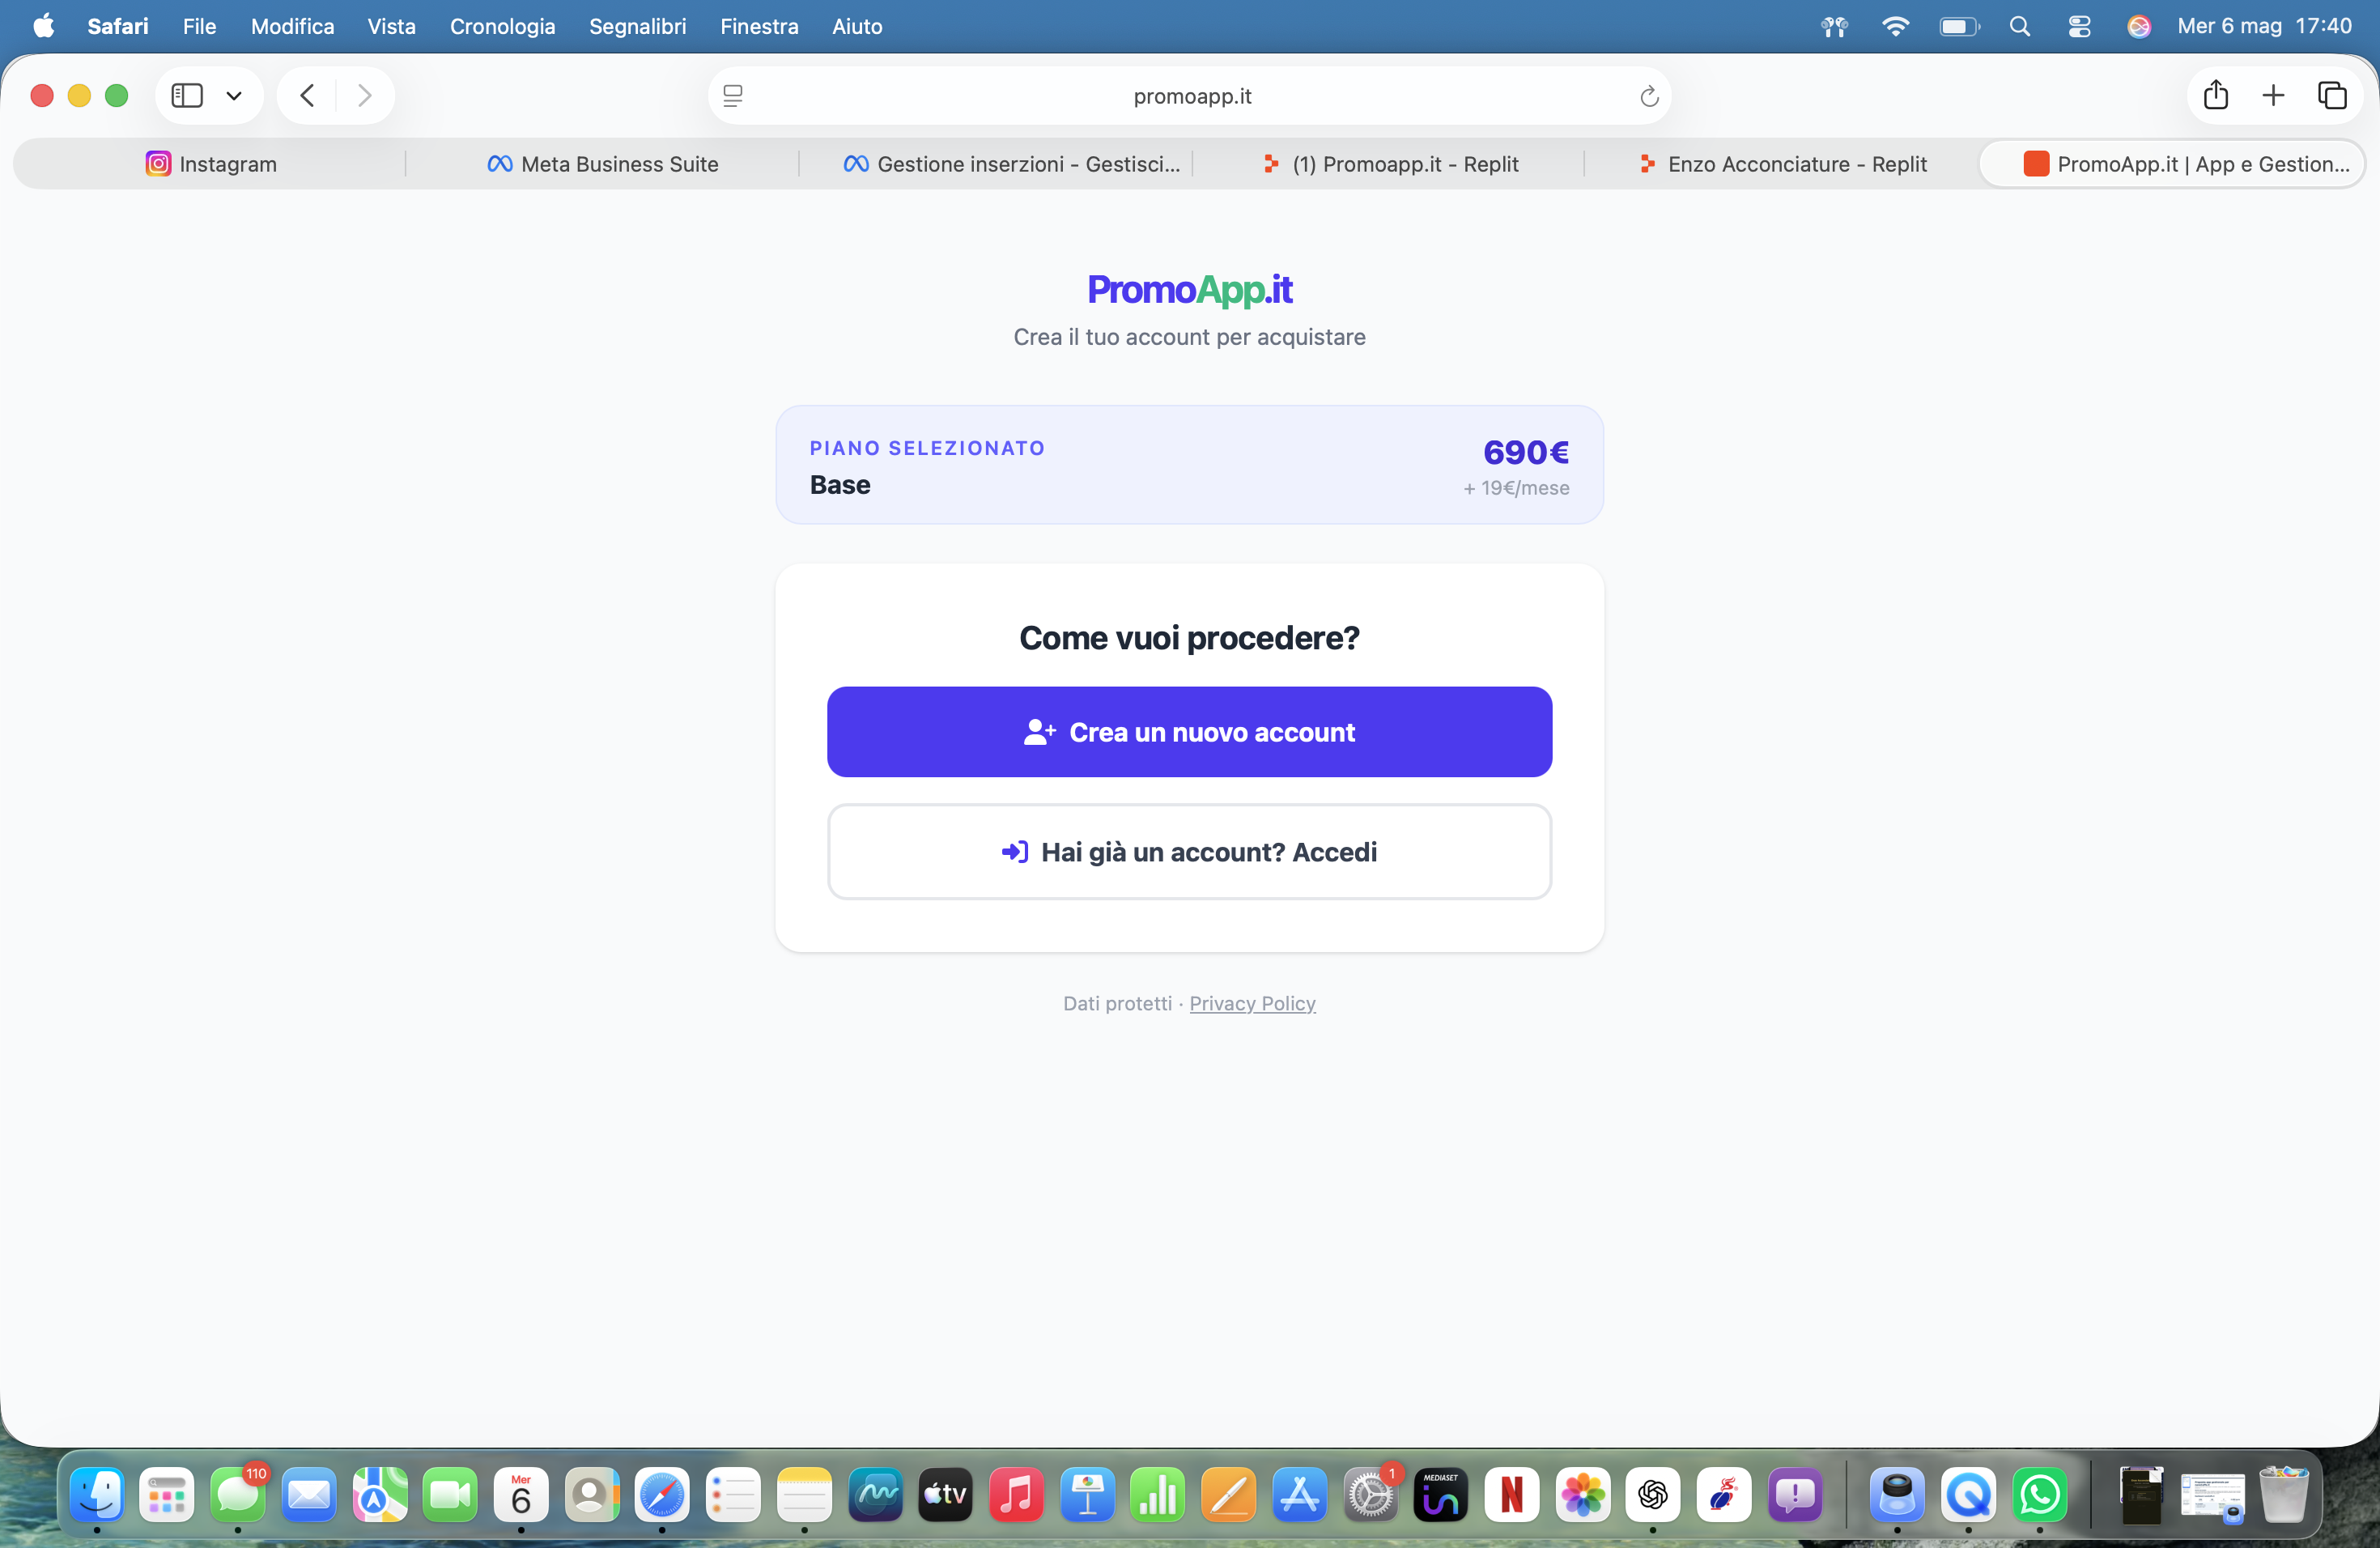 Safari File Modifica Vista Cronologia Segnalibri Finestra Aiuto Mer 6 mag 17:40
promoapp.it
Instagram Meta Business Suite Gestione inserzioni - Gestisci... (1) Promoapp.it - Replit Enzo Acconciature - Replit PromoApp.it | App e Gestion...
PromoApp.it
Crea il tuo account per acquistare
PIANO SELEZIONATO
690€
Base
+ 19€/mese
Come vuoi procedere?
Crea un nuovo account
Hai già un account? Accedi
Dati protetti · Privacy Policy
110
Mer
6
tv
1
MEDIASET
in
N